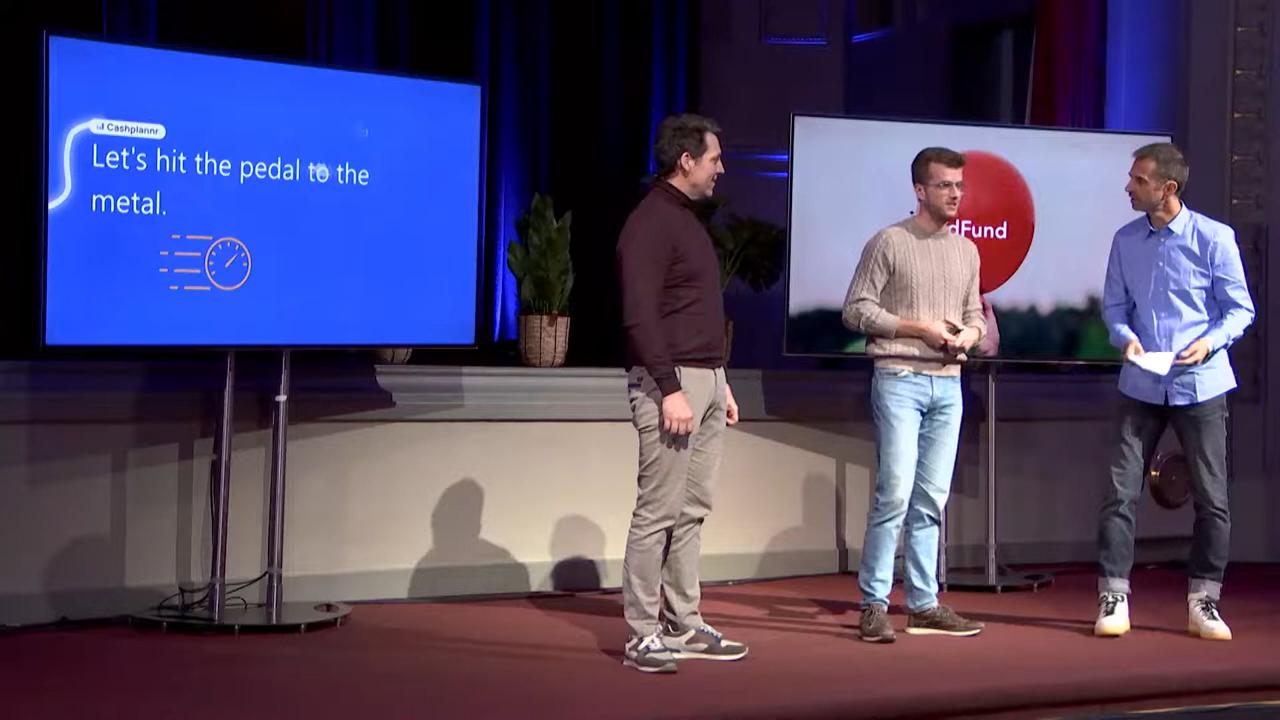 Cashplannr
Let's hit the pedal to the
metal.
dFund